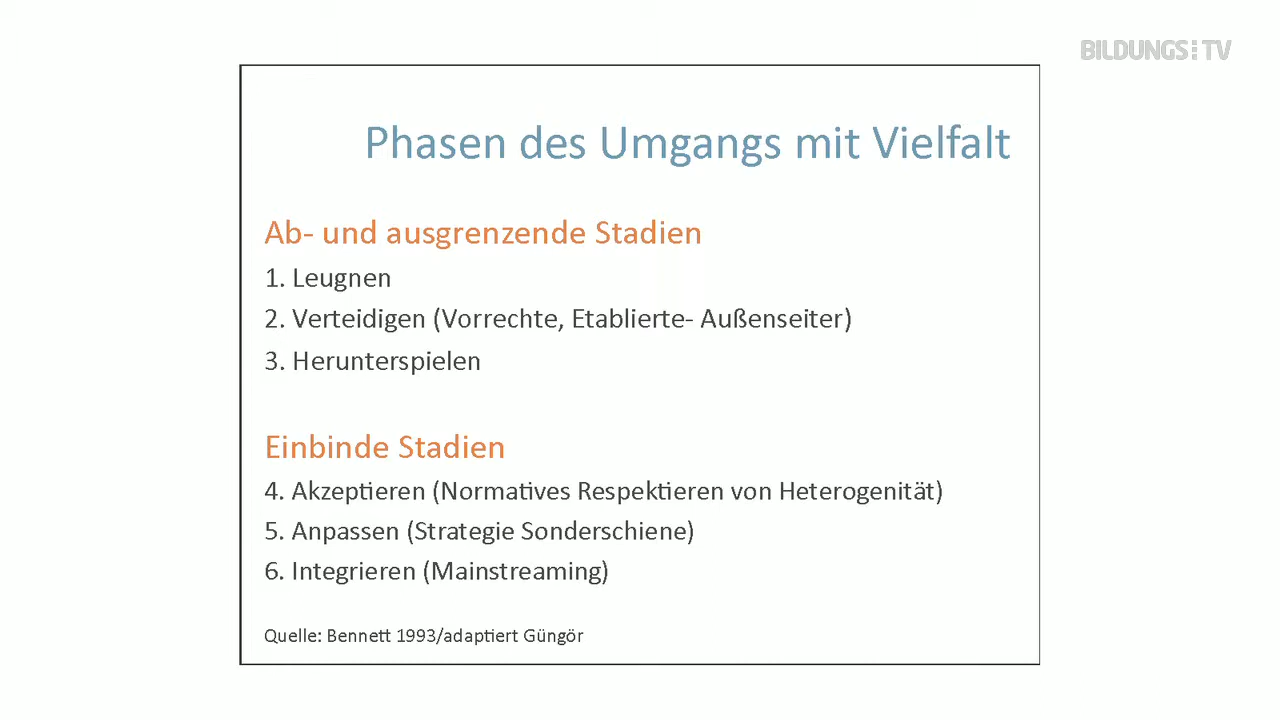 BILDUNGS TV
Phasen des Umgangs mit Vielfalt
Ab- und ausgrenzende Stadien
1. Leugnen
2. Verteidigen (Vorrechte, Etablierte- Außenseiter)
3. Herunterspielen
Einbinde Stadien
4. Akzeptieren (Normatives Respektieren von Heterogenität)
5. Anpassen (Strategie Sonderschiene)
6. Integrieren (Mainstreaming)
Quelle: Bennett 1993/adaptiert Güngör